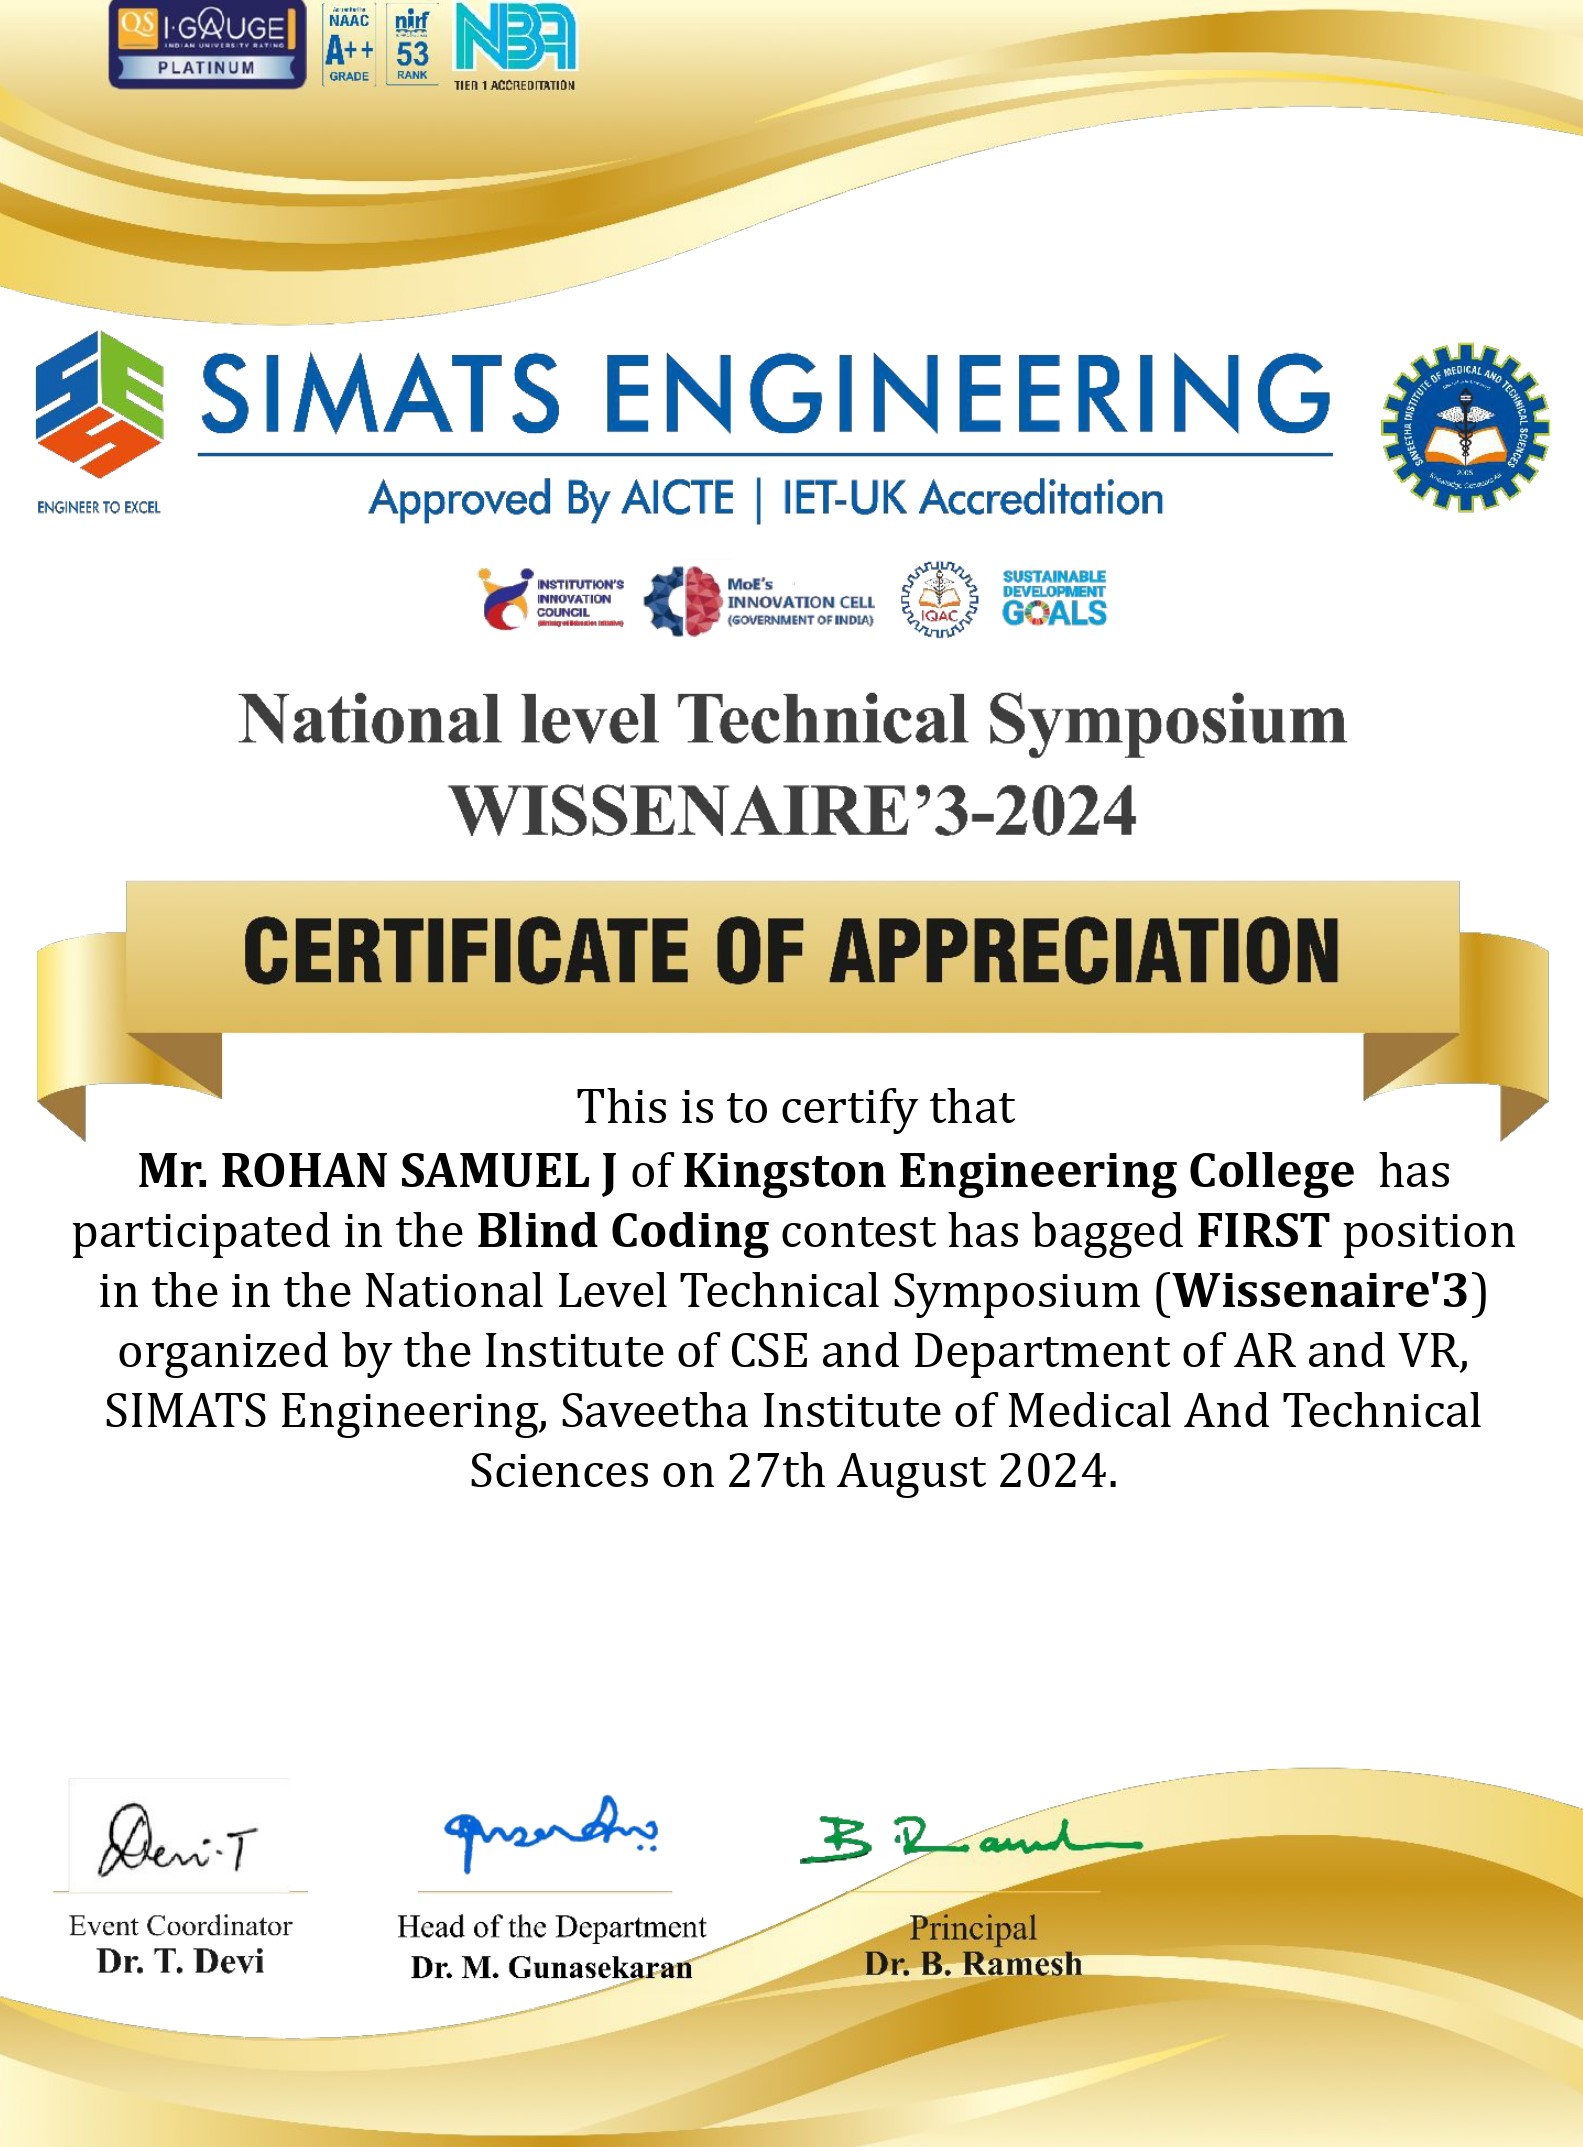 QS I·GAUGE
INDIAN UNIVERSITY RATING
PLATINUM
NAAC
A++
GRADE
nirf
53
RANK
NBA
TIER 1 ACCREDITATION
SES
ENGINEER TO EXCEL
SIMATS ENGINEERING
Approved By AICTE | IET-UK Accreditation
SAVEETHA INSTITUTE OF MEDICAL AND TECHNICAL SCIENCES
2005
INSTITUTION'S
INNOVATION
COUNCIL
(Ministry of Education Initiative)
MoE's
INNOVATION CELL
(GOVERNMENT OF INDIA)
IQAC
SUSTAINABLE
DEVELOPMENT
GOALS
National level Technical Symposium
WISSENAIRE’3-2024
CERTIFICATE OF APPRECIATION
This is to certify that
Mr. ROHAN SAMUEL J of Kingston Engineering College has
participated in the Blind Coding contest has bagged FIRST position
in the in the National Level Technical Symposium (Wissenaire'3)
organized by the Institute of CSE and Department of AR and VR,
SIMATS Engineering, Saveetha Institute of Medical And Technical
Sciences on 27th August 2024.
Devi.T
B.R
Event Coordinator
Dr. T. Devi
Head of the Department
Dr. M. Gunasekaran
Principal
Dr. B. Ramesh